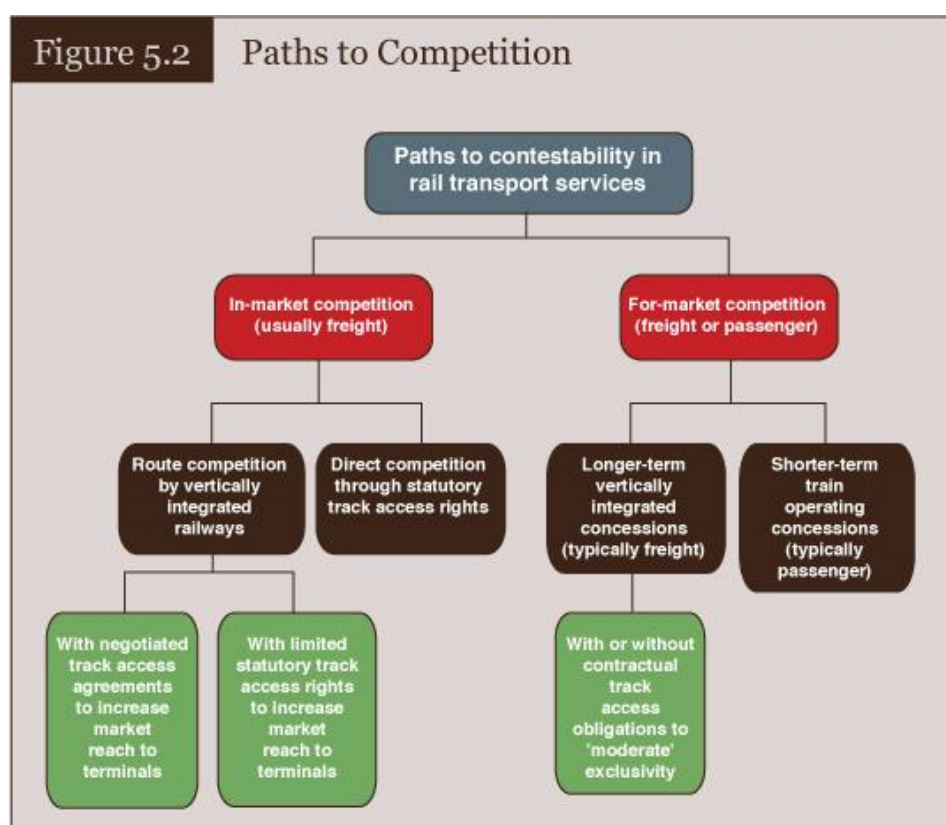 Figure 5.2
Paths to Competition
Paths to contestability in
rail transport services
In-market competition
(usually freight)
For-market competition
(freight or passenger)
Route competition
by vertically
integrated
railways
Direct competition
through statutory
track access rights
Longer-term
vertically
integrated
concessions
(typically freight)
Shorter-term
train
operating
concessions
(typically
passenger)
With negotiated
track access
agreements
to increase
market
reach to
terminals
With limited
statutory track
access rights
to increase
market
reach to
terminals
With or without
contractual
track
access
obligations to
'moderate'
exclusivity